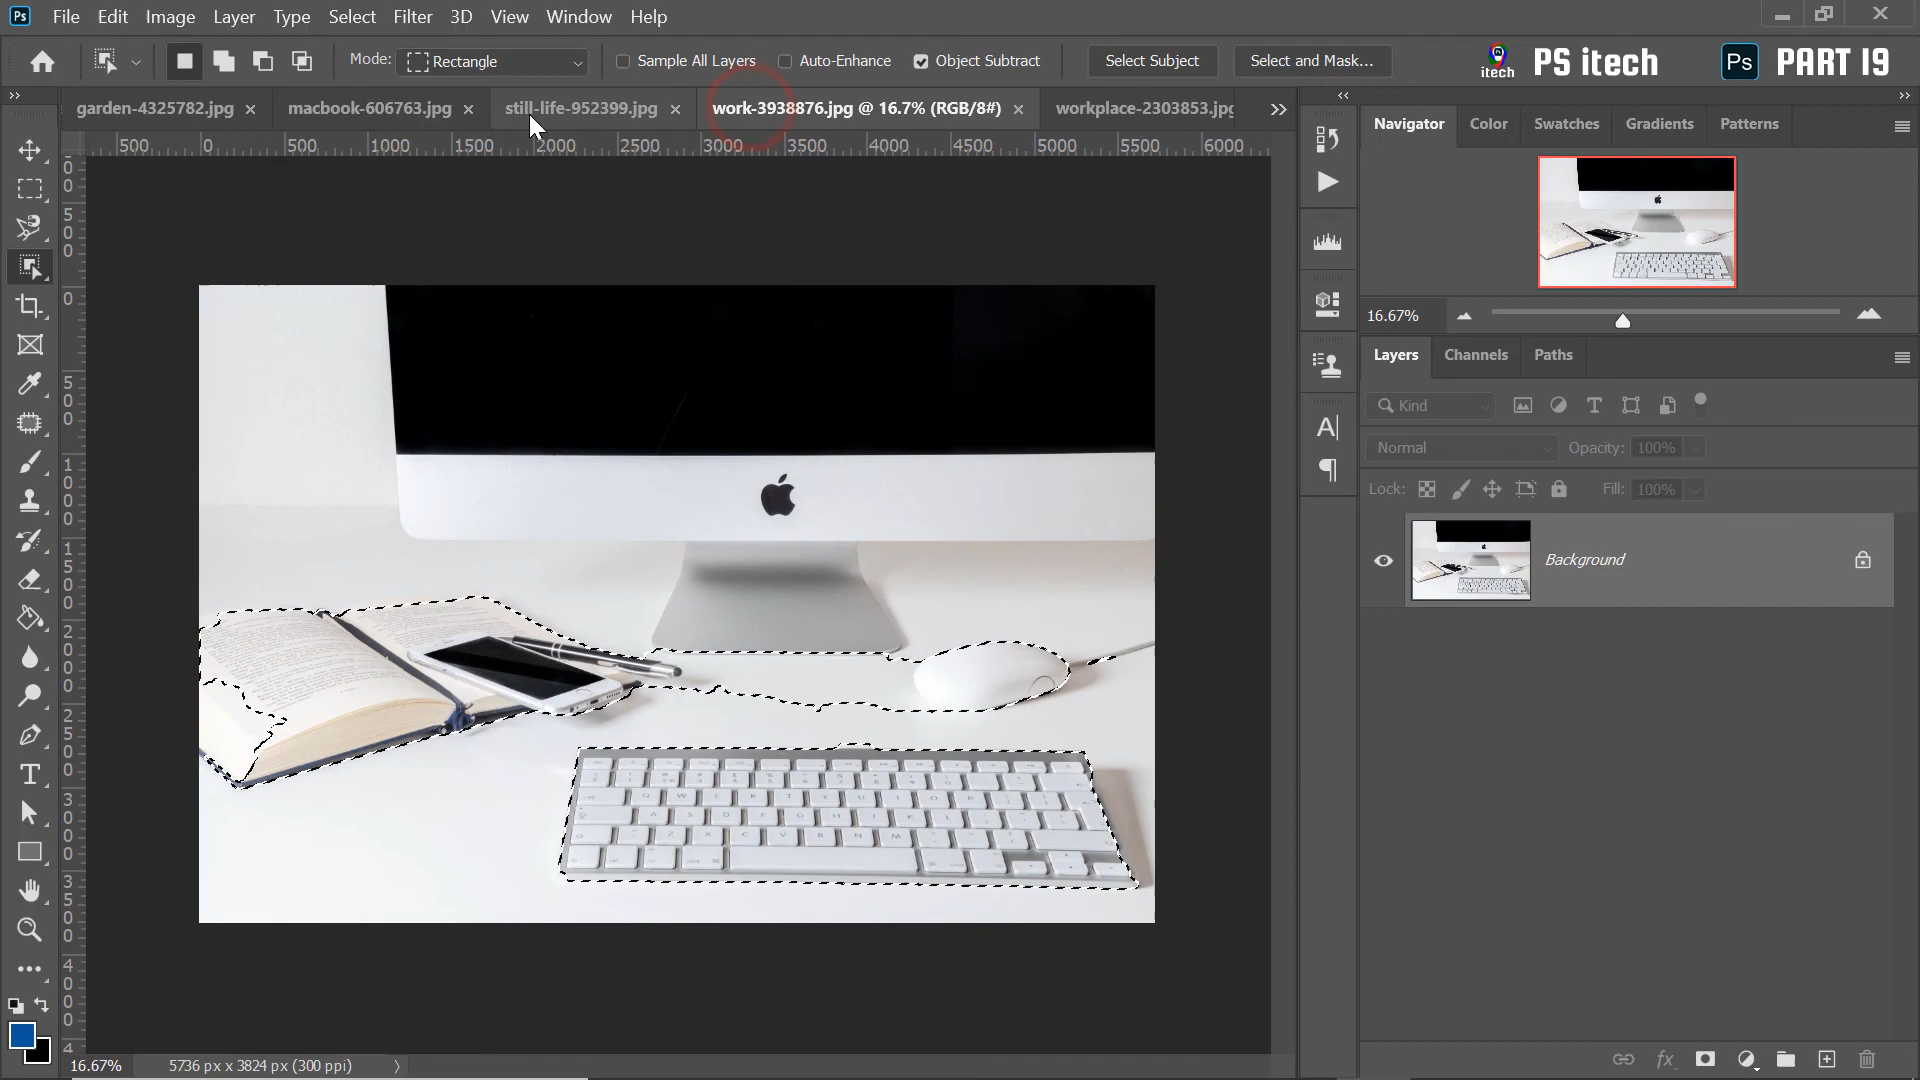 Ps File Edit Image Layer Type Select Filter 3D View Window Help
Mode: Rectangle Sample All Layers Auto-Enhance Object Subtract Select Subject Select and Mask... itech PS itech Ps PART 19
garden-4325782.jpg macbook-606763.jpg still-life-952399.jpg work-3938876.jpg @ 16.7% (RGB/8#) workplace-2303853.jpg
500 0 500 1000 1500 2000 2500 3000 3500 4000 4500 5000 5500 6000
Navigator Color Swatches Gradients Patterns
16.67%
Layers Channels Paths
Kind
Normal Opacity: 100%
Lock: Fill: 100%
Background
16.67% 5736 px x 3824 px (300 ppi)